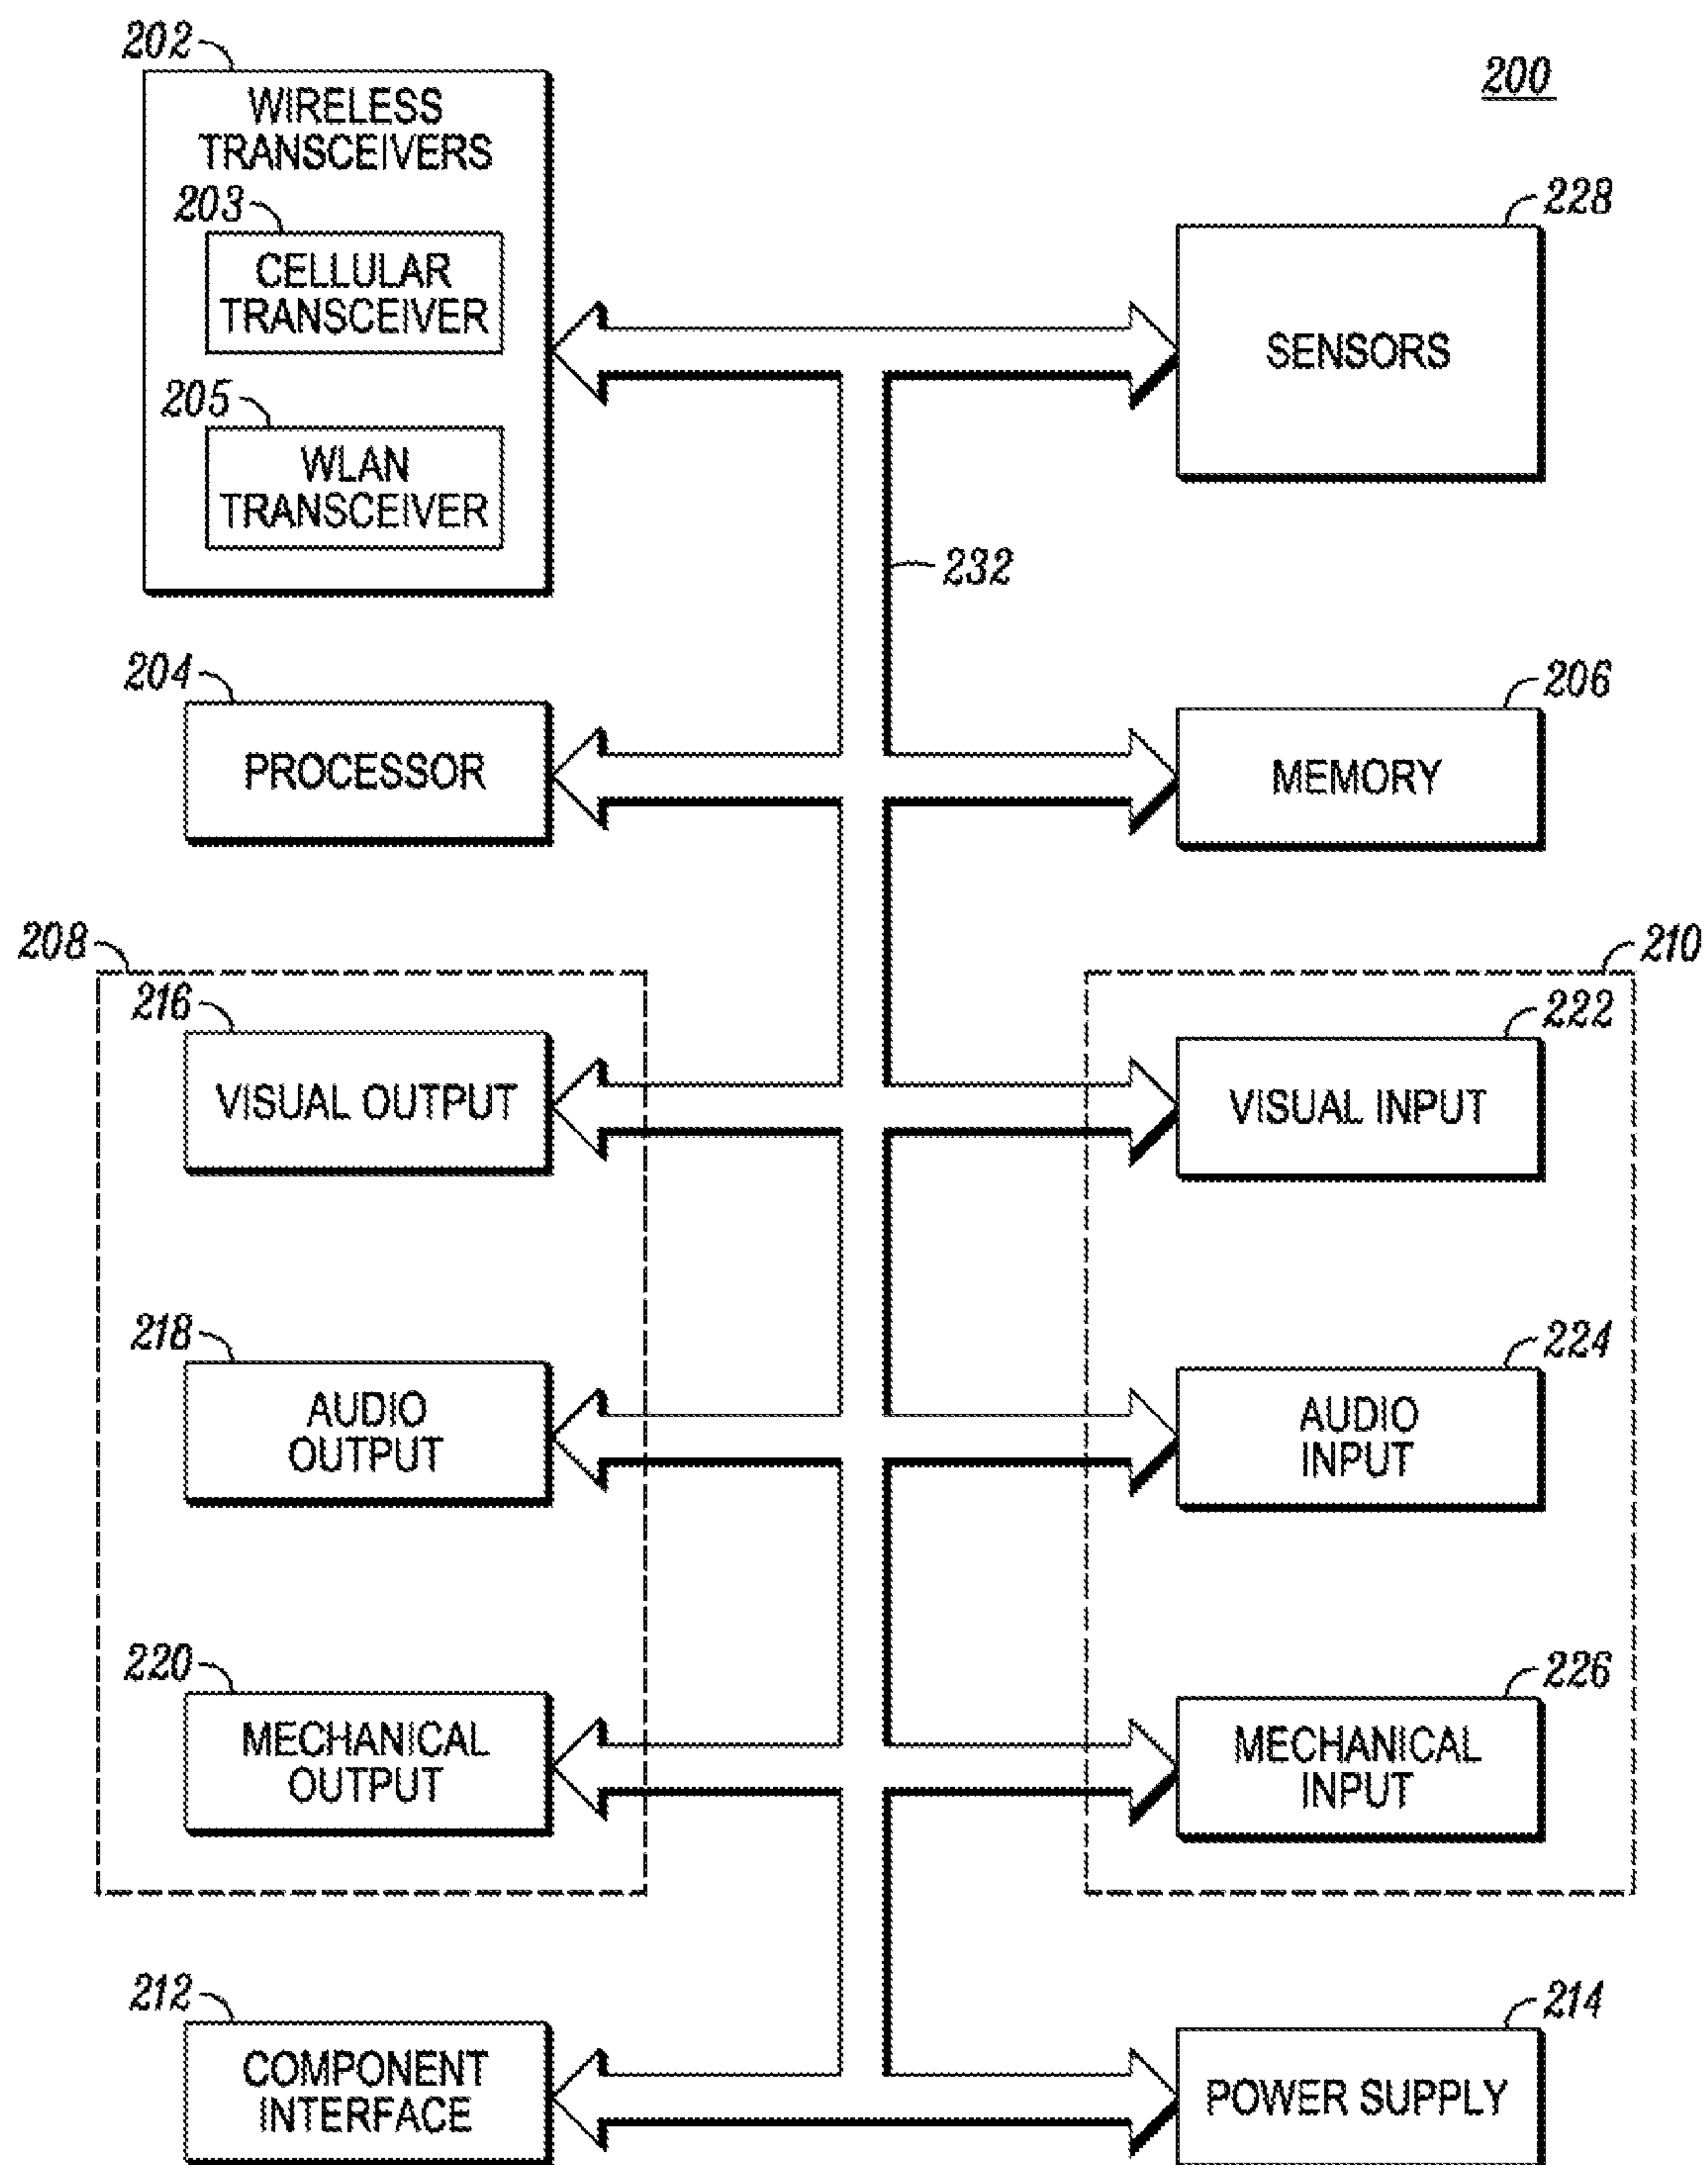 202
200
WIRELESS
TRANSCEIVERS
203
CELLULAR
TRANSCEIVER
205
WLAN
TRANSCEIVER
228
SENSORS
232
204
PROCESSOR
206
MEMORY
208
210
216
VISUAL OUTPUT
222
VISUAL INPUT
218
AUDIO
OUTPUT
224
AUDIO
INPUT
220
MECHANICAL
OUTPUT
226
MECHANICAL
INPUT
212
COMPONENT
INTERFACE
214
POWER SUPPLY